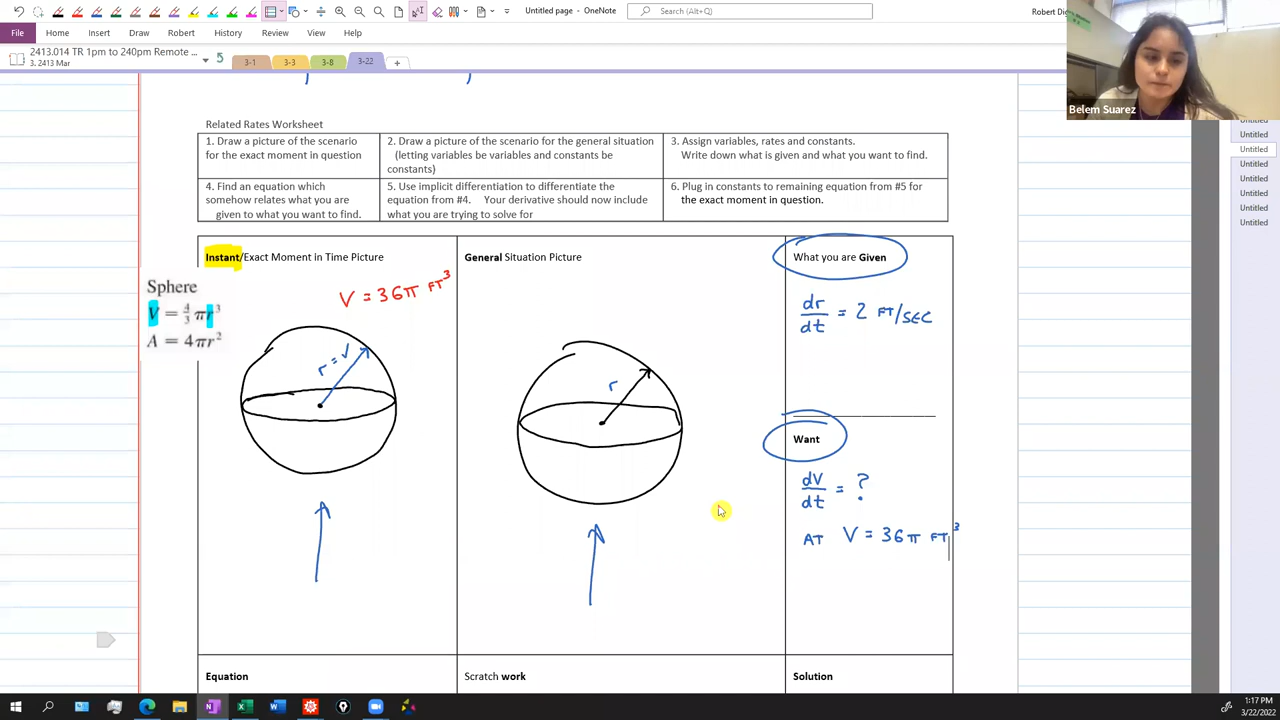 Untitled page - OneNote
Search (Alt+Q)
Robert Di
File
Home
Insert
Draw
Robert
History
Review
View
Help
2413.014 TR 1pm to 240pm Remote ...
3. 2413 Mar
3-1
3-3
3-8
3-22
Belem Suarez
Related Rates Worksheet
1. Draw a picture of the scenario
for the exact moment in question
2. Draw a picture of the scenario for the general situation
(letting variables be variables and constants be
constants)
3. Assign variables, rates and constants.
Write down what is given and what you want to find.
4. Find an equation which
somehow relates what you are
given to what you want to find.
5. Use implicit differentiation to differentiate the
equation from #4. Your derivative should now include
what you are trying to solve for
6. Plug in constants to remaining equation from #5 for
the exact moment in question.
Instant/Exact Moment in Time Picture
V = 36π FT³
Sphere
V = 4/3 πr³
A = 4πr²
r = √
General Situation Picture
r
What you are Given
dr/dt = 2 FT/SEC
Want
dV/dt = ?
AT V = 36π FT³
Equation
Scratch work
Solution
Untitled
Untitled
Untitled
Untitled
Untitled
Untitled
Untitled
Untitled
1:17 PM
3/22/2022